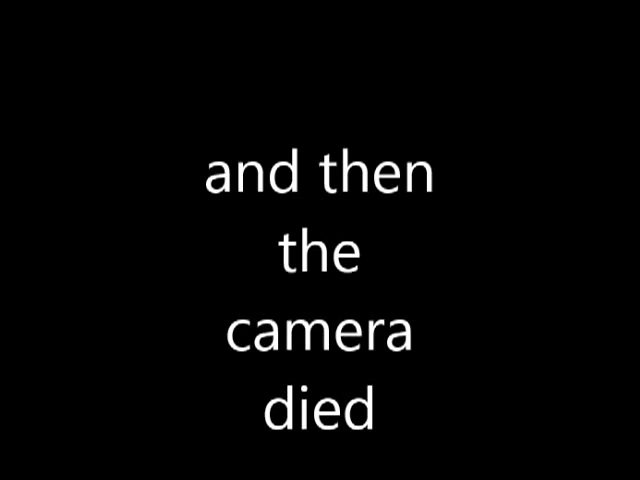 and then
the
camera
died